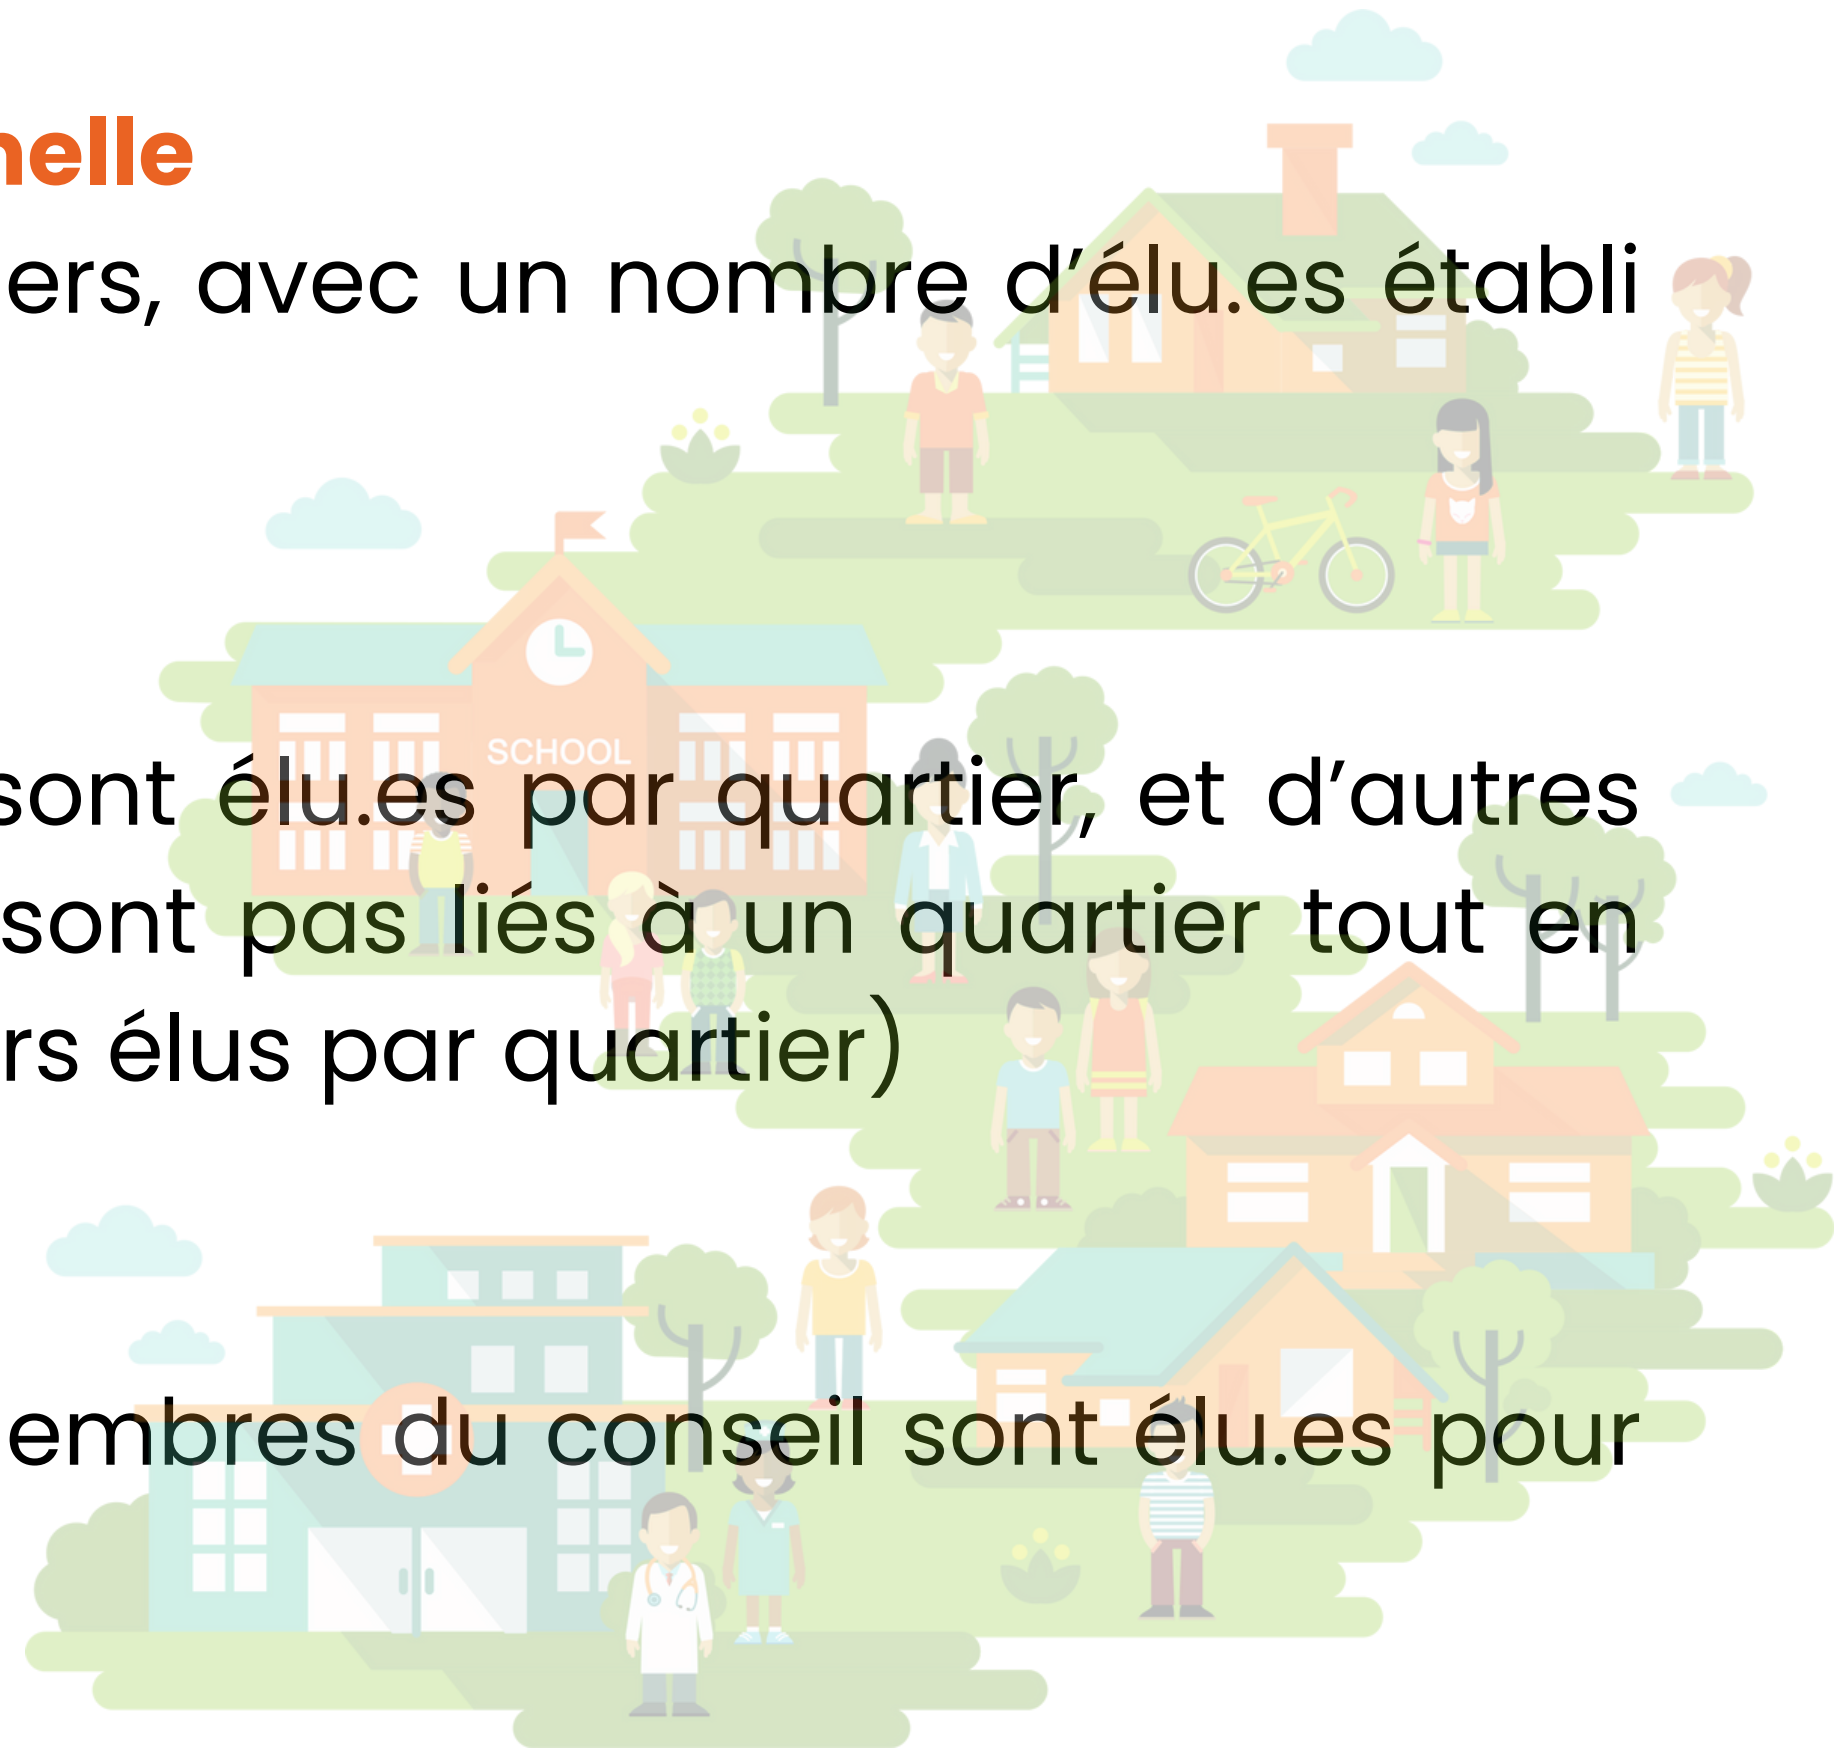 nelle
ers, avec un nombre d’élu.es établi
SCHOOL
sont élu.es par quartier, et d’autres
sont pas liés à un quartier tout en
rs élus par quartier)
embres du conseil sont élu.es pour